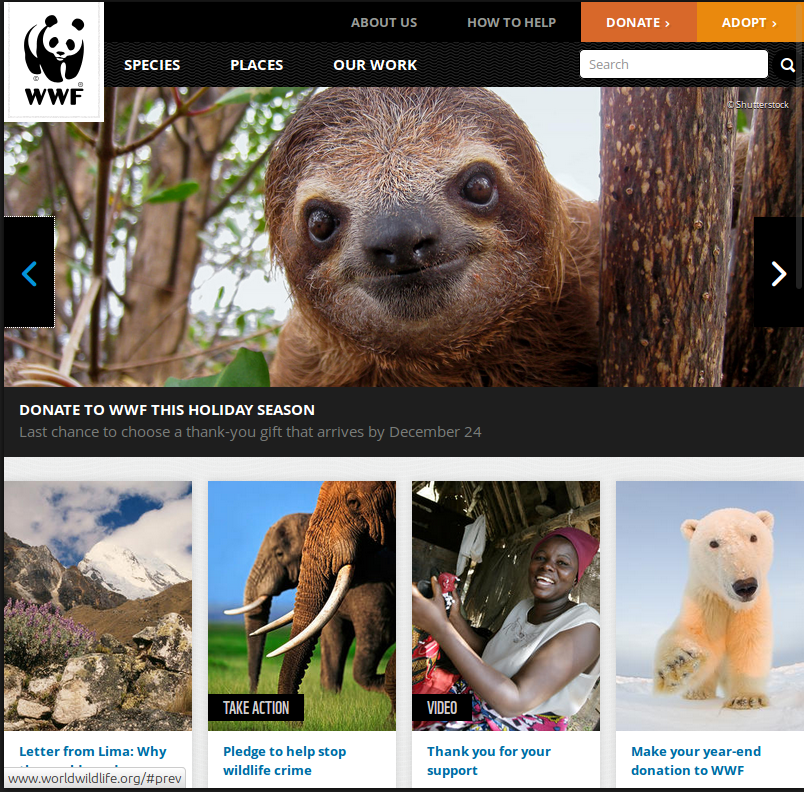 WWF
®
ABOUT US
HOW TO HELP
DONATE ›
ADOPT ›
SPECIES
PLACES
OUR WORK
Search
© Shutterstock
DONATE TO WWF THIS HOLIDAY SEASON
Last chance to choose a thank-you gift that arrives by December 24
TAKE ACTION
VIDEO
Letter from Lima: Why
Pledge to help stop
wildlife crime
Thank you for your
support
Make your year-end
donation to WWF
www.worldwildlife.org/#prev